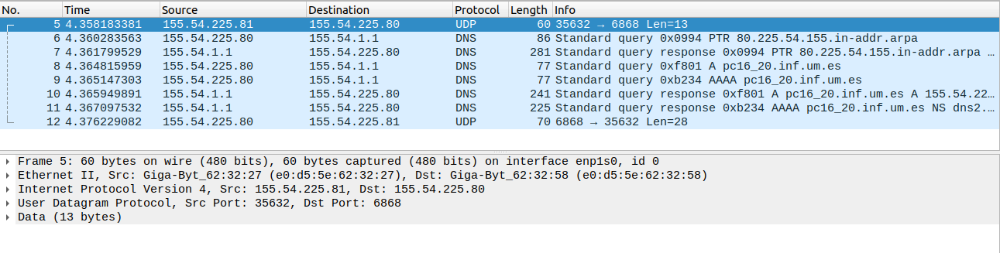 No. Time Source Destination Protocol Length Info
5 4.358183381 155.54.225.81 155.54.225.80 UDP 60 35632 → 6868 Len=13
6 4.360283563 155.54.225.80 155.54.1.1 DNS 86 Standard query 0x0994 PTR 80.225.54.155.in-addr.arpa
7 4.361799529 155.54.1.1 155.54.225.80 DNS 281 Standard query response 0x0994 PTR 80.225.54.155.in-addr.arpa …
8 4.364815959 155.54.225.80 155.54.1.1 DNS 77 Standard query 0xf801 A pc16_20.inf.um.es
9 4.365147303 155.54.225.80 155.54.1.1 DNS 77 Standard query 0xb234 AAAA pc16_20.inf.um.es
10 4.365949891 155.54.1.1 155.54.225.80 DNS 241 Standard query response 0xf801 A pc16_20.inf.um.es A 155.54.22…
11 4.367097532 155.54.1.1 155.54.225.80 DNS 225 Standard query response 0xb234 AAAA pc16_20.inf.um.es NS dns2.…
12 4.376229082 155.54.225.80 155.54.225.81 UDP 70 6868 → 35632 Len=28
Frame 5: 60 bytes on wire (480 bits), 60 bytes captured (480 bits) on interface enp1s0, id 0
Ethernet II, Src: Giga-Byt_62:32:27 (e0:d5:5e:62:32:27), Dst: Giga-Byt_62:32:58 (e0:d5:5e:62:32:58)
Internet Protocol Version 4, Src: 155.54.225.81, Dst: 155.54.225.80
User Datagram Protocol, Src Port: 35632, Dst Port: 6868
Data (13 bytes)